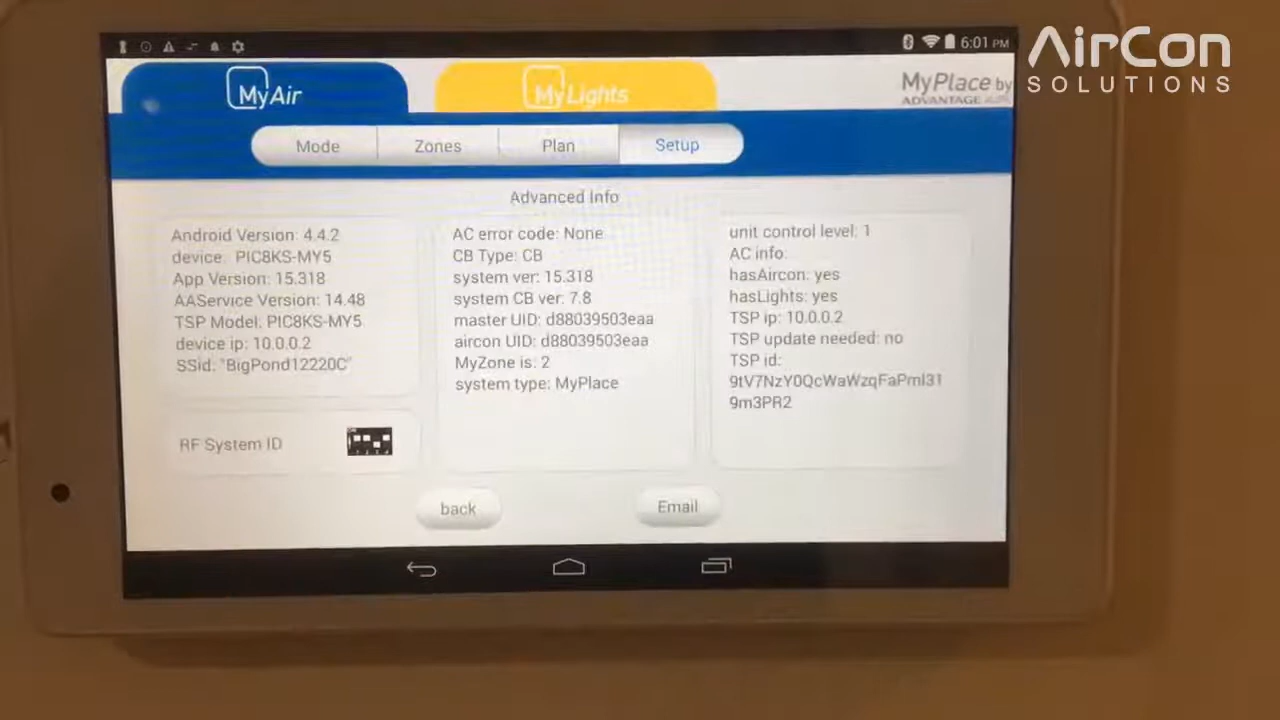 6:01 PM
AirCon
SOLUTIONS
MyAir
MyLights
MyPlace by
ADVANTAGE AIR
Mode
Zones
Plan
Setup
Advanced Info
Android Version: 4.4.2
device: PIC8KS-MY5
App Version: 15.318
AAService Version: 14.48
TSP Model: PIC8KS-MY5
device ip: 10.0.0.2
SSid: "BigPond12220C"
RF System ID
AC error code: None
CB Type: CB
system ver: 15.318
system CB ver: 7.8
master UID: d88039503eaa
aircon UID: d88039503eaa
MyZone is: 2
system type: MyPlace
unit control level: 1
AC info:
hasAircon: yes
hasLights: yes
TSP ip: 10.0.0.2
TSP update needed: no
TSP id:
9tV7NzY0QcWaWzqFaPml31
9m3PR2
back
Email